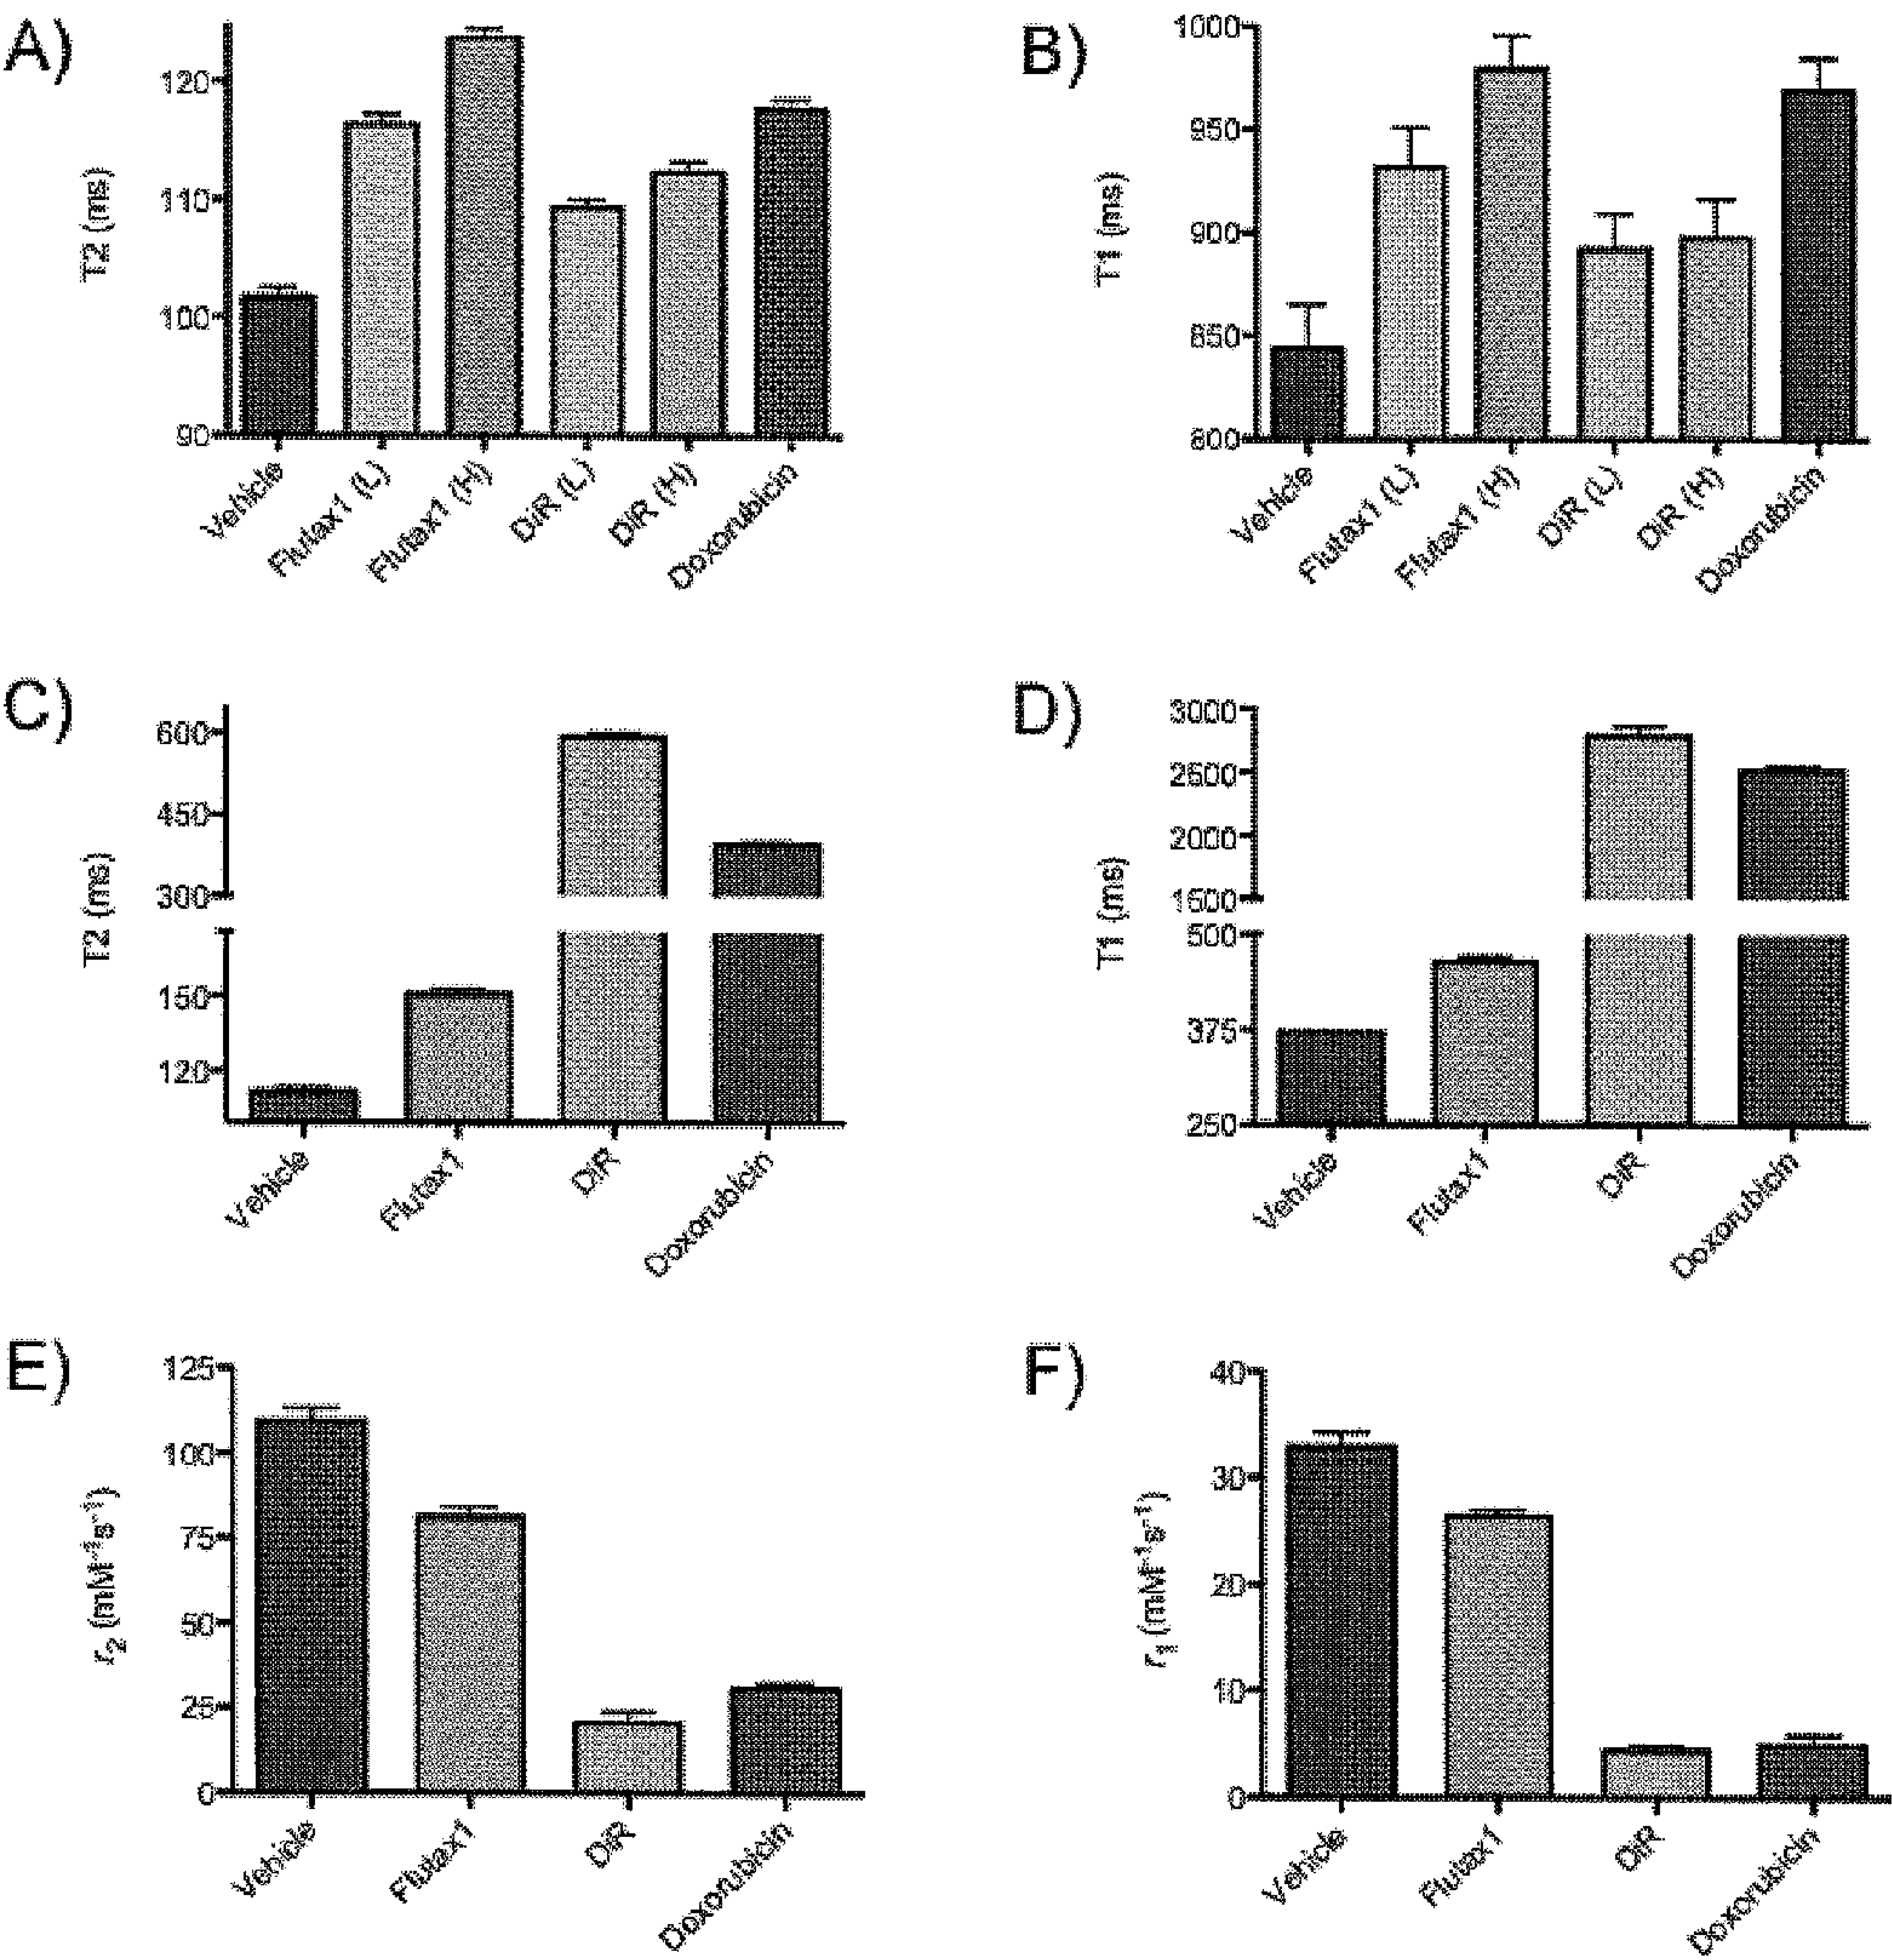 A)
T2 (ms)
120
110
100
90
Vehicle
Flutax1 (L)
Flutax1 (H)
DiR (L)
DiR (H)
Doxorubicin
B)
T1 (ms)
1000
950
900
850
800
Vehicle
Flutax1 (L)
Flutax1 (H)
DiR (L)
DiR (H)
Doxorubicin
C)
T2 (ms)
600
450
300
150
120
Vehicle
Flutax1
DiR
Doxorubicin
D)
T1 (ms)
3000
2500
2000
1500
500
375
250
Vehicle
Flutax1
DiR
Doxorubicin
E)
r₂ (mM⁻¹s⁻¹)
125
100
75
50
25
0
Vehicle
Flutax1
DiR
Doxorubicin
F)
r₁ (mM⁻¹s⁻¹)
40
30
20
10
0
Vehicle
Flutax1
DiR
Doxorubicin